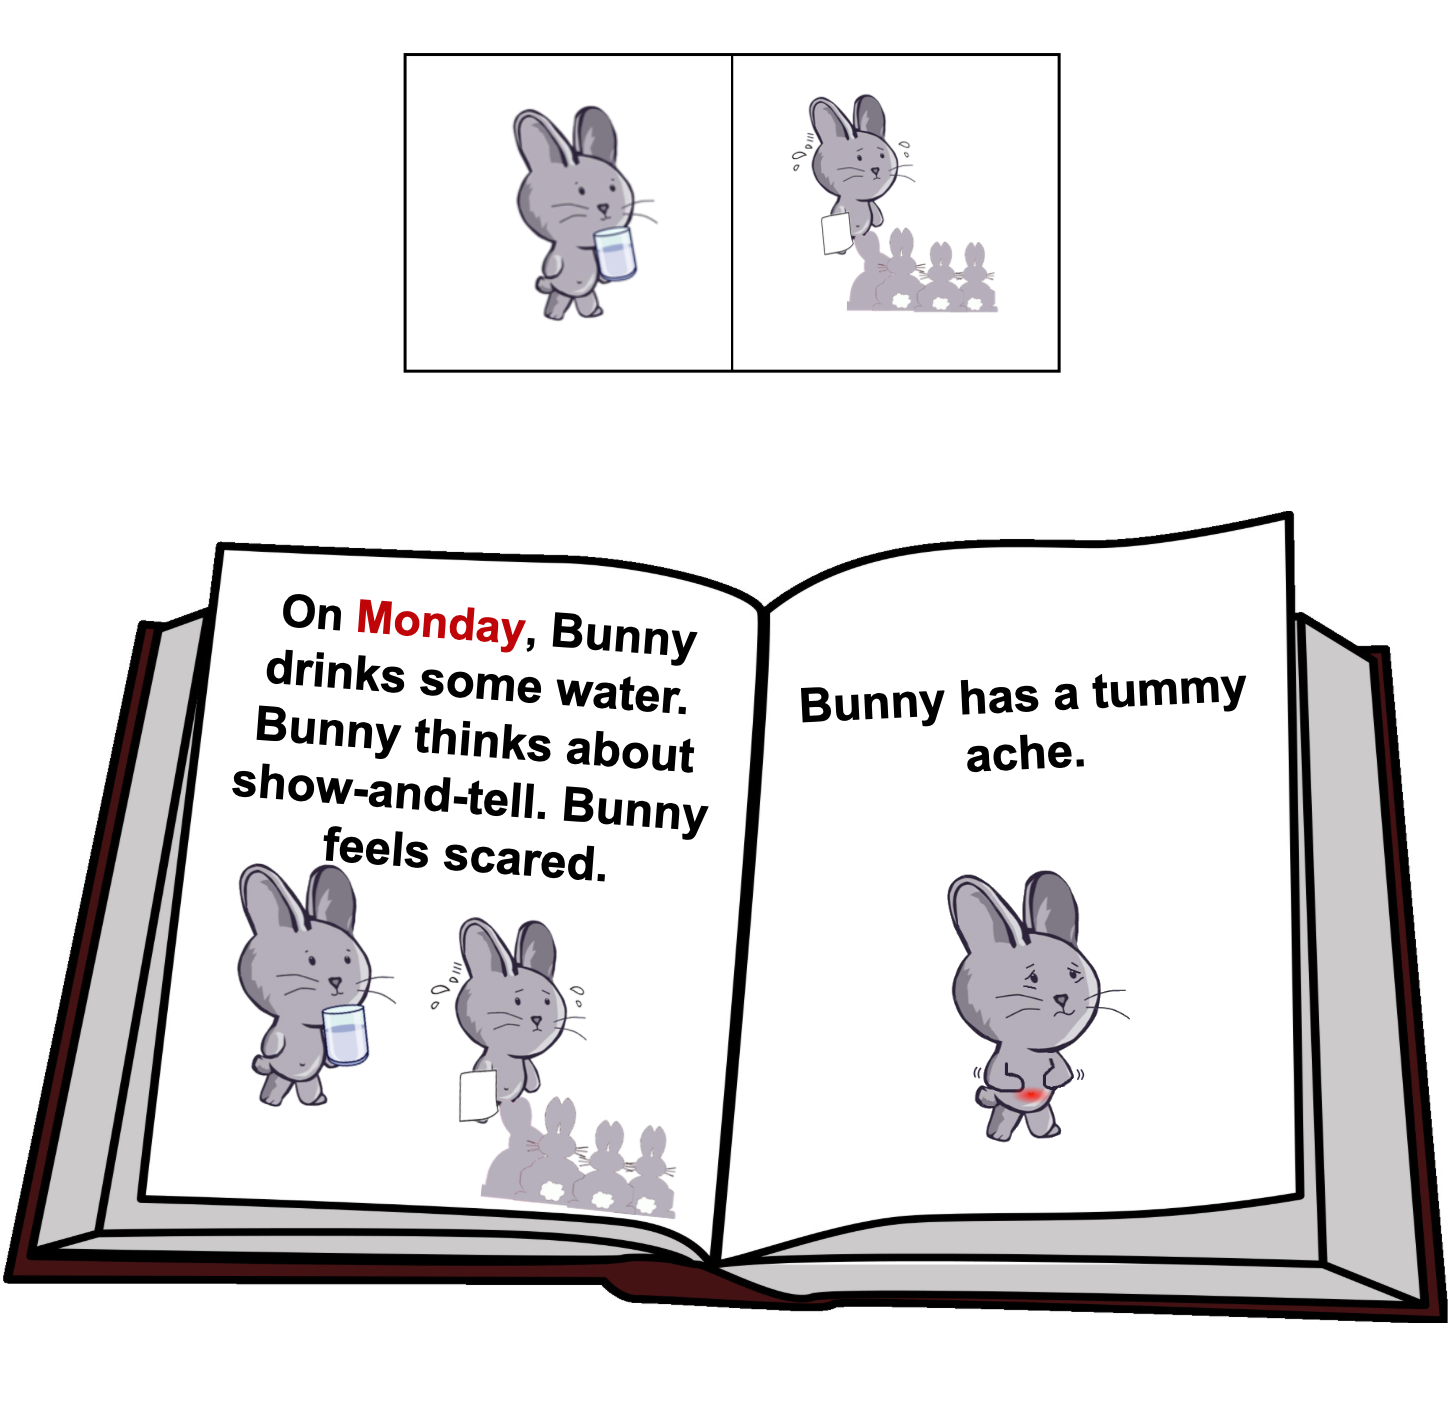 On Monday, Bunny
drinks some water.
Bunny thinks about
show-and-tell. Bunny
feels scared.
Bunny has a tummy
ache.